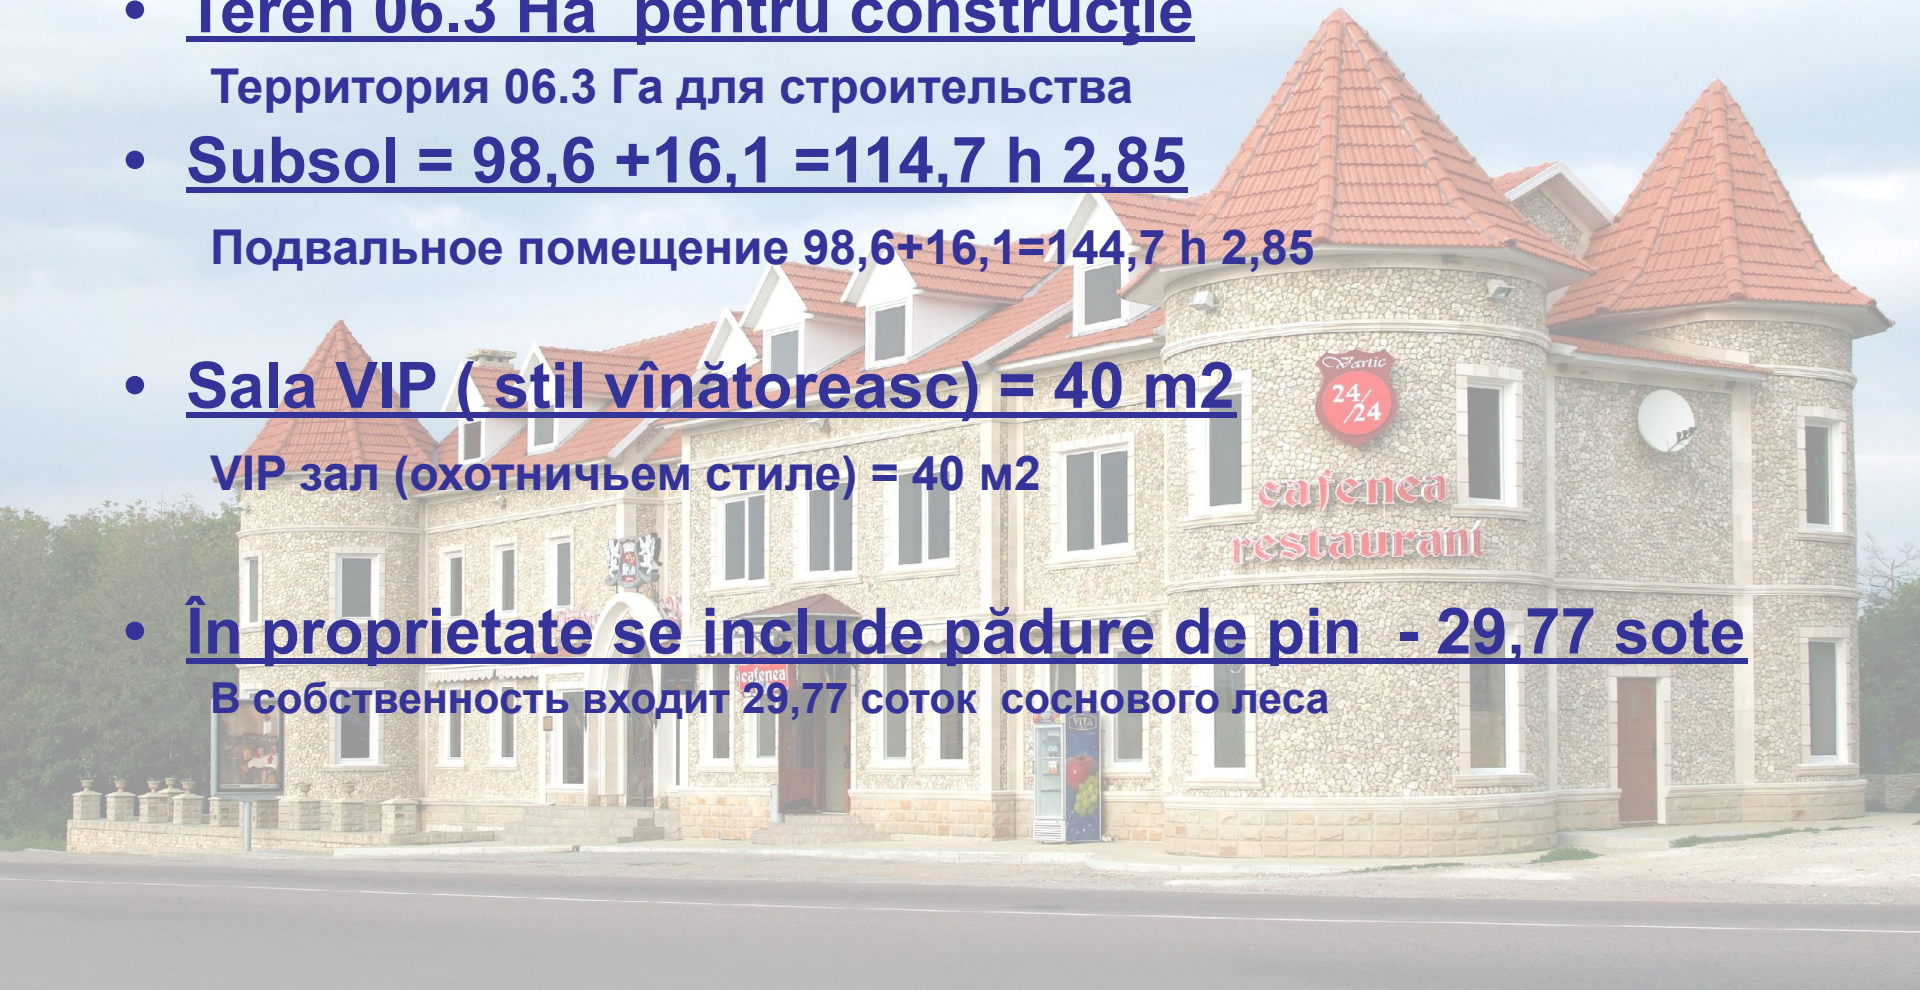 • Teren 06.3 Ha pentru construcţie
Территория 06.3 Га для строительства
• Subsol = 98,6 +16,1 =114,7 h 2,85
Подвальное помещение 98,6+16,1=144,7 h 2,85
• Sala VIP ( stil vînătoreasc) = 40 m2
VIP зал (охотничьем стиле) = 40 м2
• În proprietate se include pădure de pin - 29,77 sote
В собственность входит 29,77 соток соснового леса
Vartic
24/
/24
cafenea
restaurant
cafenea
VITA